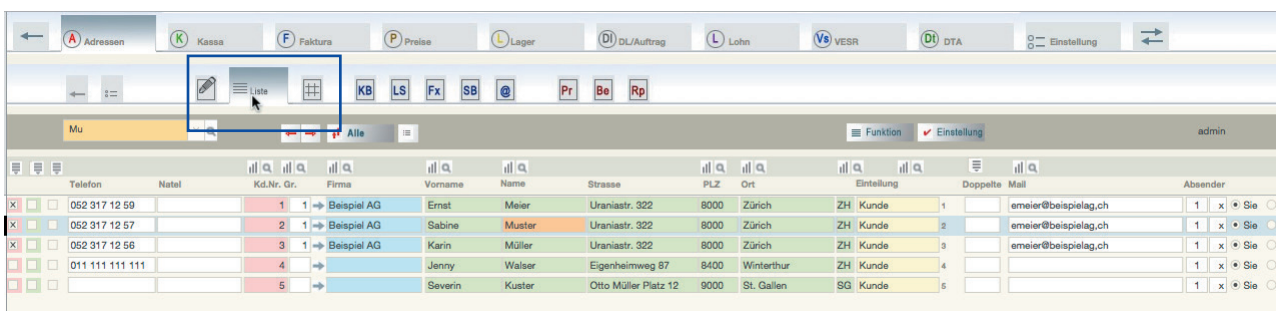 A Adressen K Kassa F Faktura P Preise L Lager Dl DL/Auftrag L Lohn Vs VESR Dt DTA Einstellung
Liste KB LS Fx SB @ Pr Be Rp
Mu Alle Funktion Einstellung admin
Telefon Natel Kd.Nr. Gr. Firma Vorname Name Strasse PLZ Ort Einteilung Doppelte Mail Absender
x 052 317 12 59 1 1 Beispiel AG Ernst Meier Uraniastr. 322 8000 Zürich ZH Kunde 1 emeier@beispielag,ch 1 x Sie
x 052 317 12 57 2 1 Beispiel AG Sabine Muster Uraniastr. 322 8000 Zürich ZH Kunde 2 emeier@beispielag,ch 1 x Sie
x 052 317 12 56 3 1 Beispiel AG Karin Müller Uraniastr. 322 8000 Zürich ZH Kunde 3 emeier@beispielag,ch 1 x Sie
011 111 111 111 4 Jenny Walser Eigenheimweg 87 8400 Winterthur ZH Kunde 4 1 x Sie
5 Severin Kuster Otto Müller Platz 12 9000 St. Gallen SG Kunde 5 1 x Sie